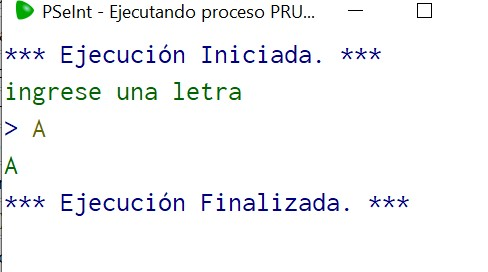 PSeInt - Ejecutando proceso PRU...
*** Ejecución Iniciada. ***
ingrese una letra
> A
A
*** Ejecución Finalizada. ***